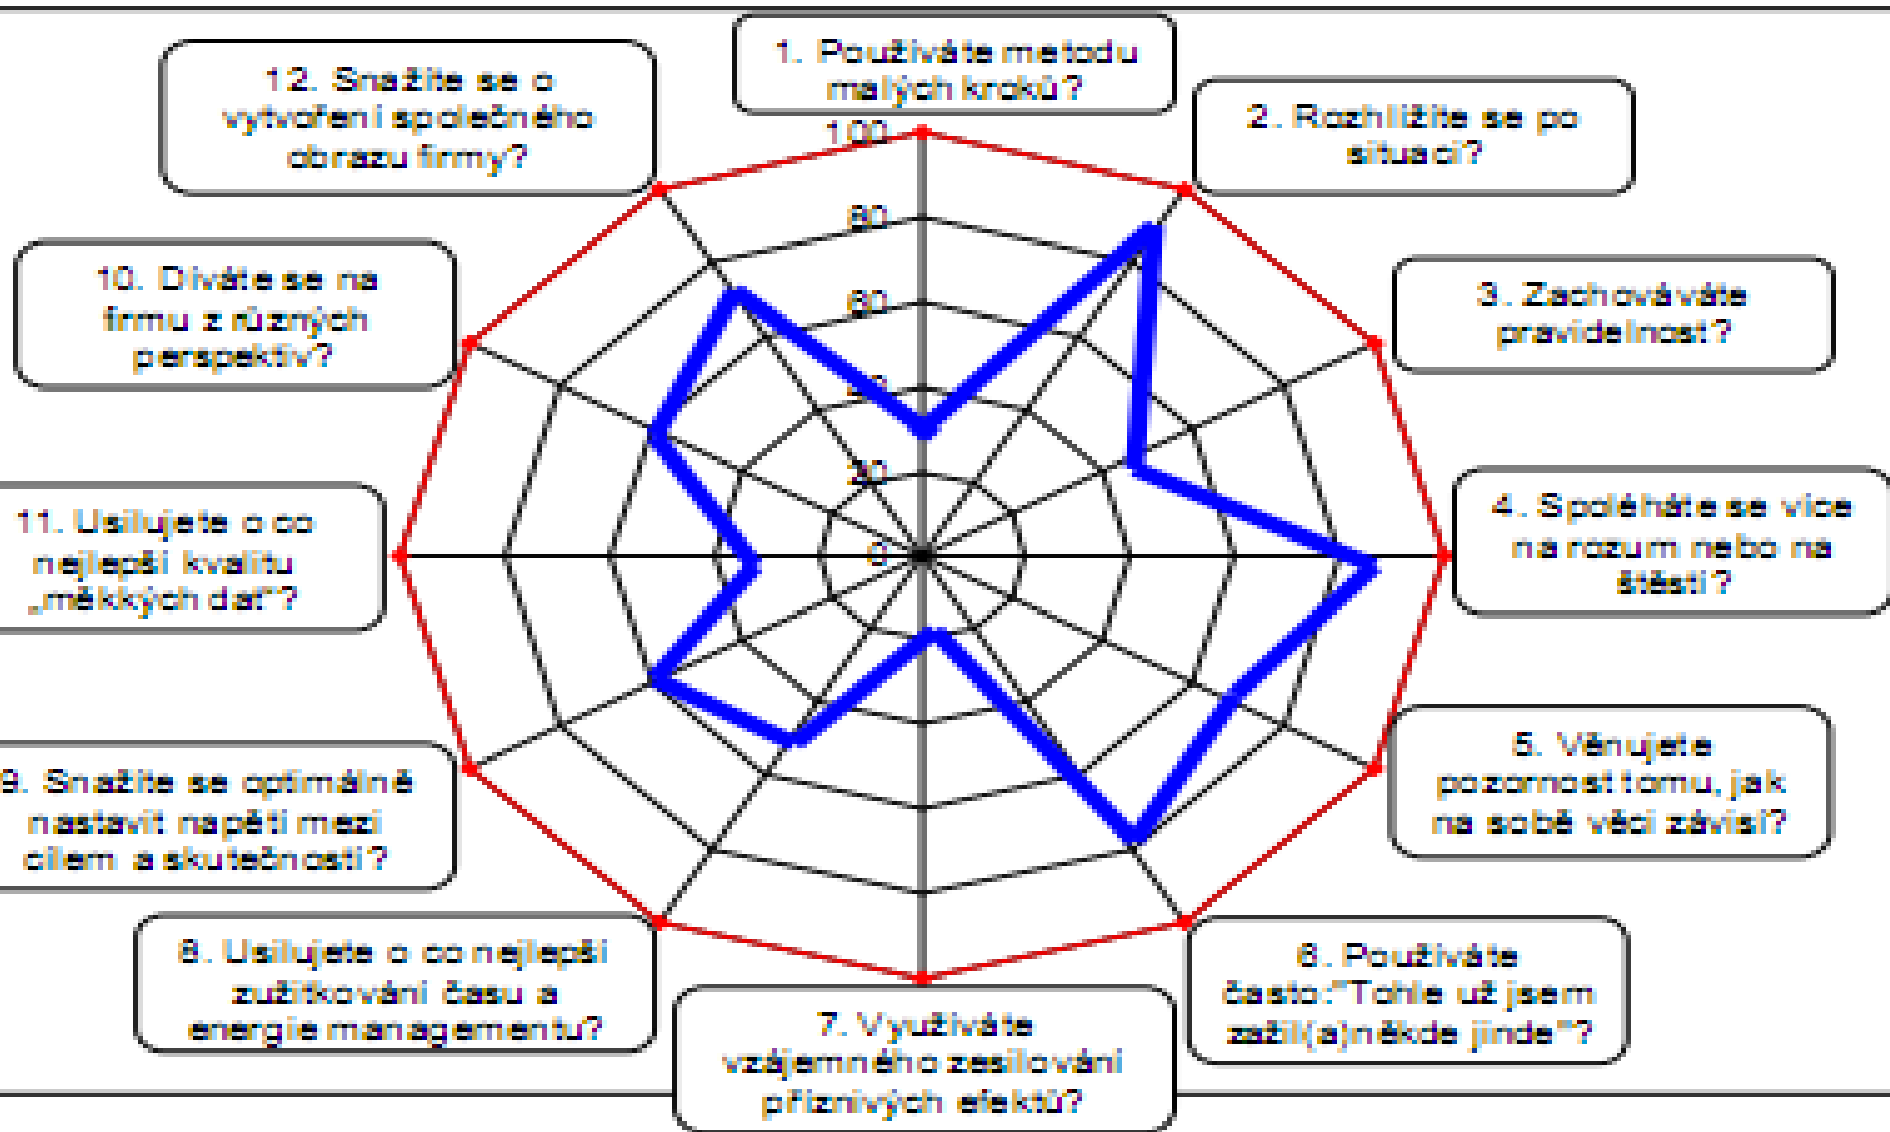 1. Používáte metodu
malých kroků?
2. Rozhlížíte se po
situaci?
3. Zachováváte
pravidelnost?
4. Spoléháte se více
na rozum nebo na
štěstí?
5. Věnujete
pozornost tomu, jak
na sobě věci závisí?
6. Používáte
často:"Tohle už jsem
zažil(a)někde jinde"?
7. Využíváte
vzájemného zesilování
příznivých efektů?
8. Usilujete o co nejlepší
zužitkování času a
energie managementu?
9. Snažíte se optimálně
nastavit napětí mezi
cílem a skutečností?
11. Usilujete o co
nejlepší kvalitu
„měkkých dat"?
10. Díváte se na
firmu z různých
perspektiv?
12. Snažíte se o
vytvoření společného
obrazu firmy?
100
80
60
40
20
0